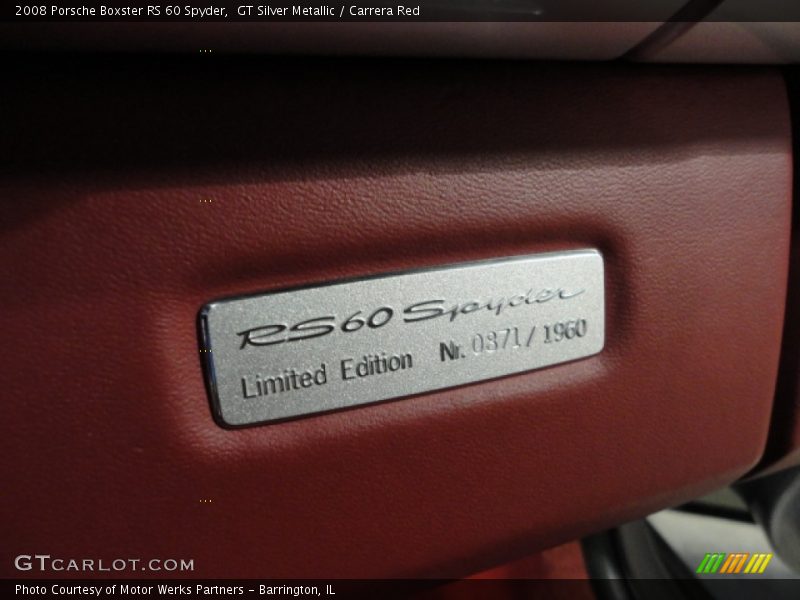 2008 Porsche Boxster RS 60 Spyder,  GT Silver Metallic / Carrera Red
RS60 Spyder
Limited Edition Nr. 0371/1960
GTCARLOT.COM
Photo Courtesy of Motor Werks Partners – Barrington, IL